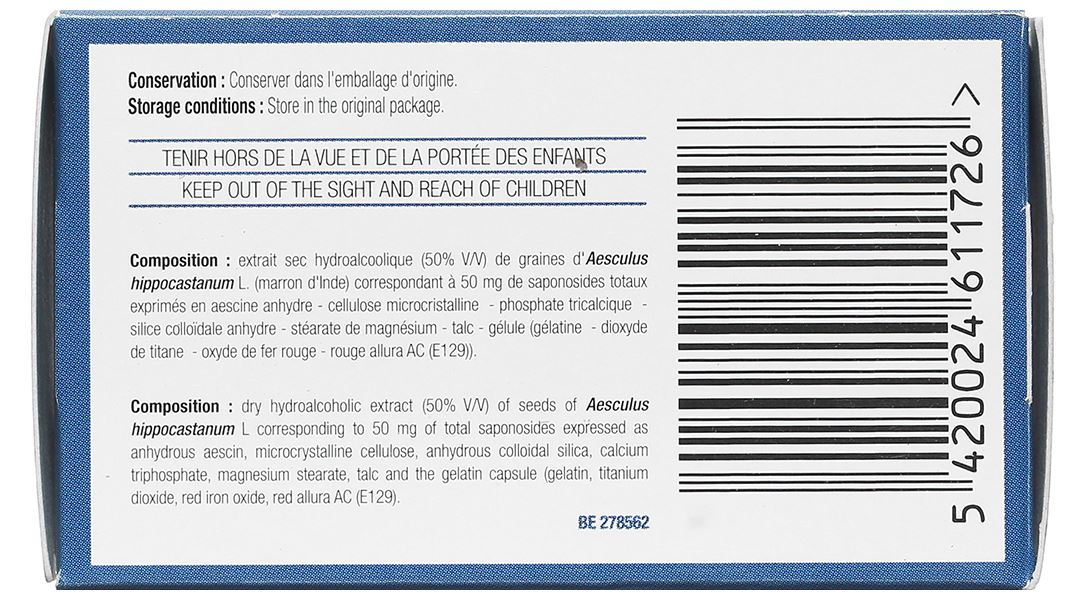 Conservation : Conserver dans l'emballage d'origine.
Storage conditions : Store in the original package.
TENIR HORS DE LA VUE ET DE LA PORTÉE DES ENFANTS
KEEP OUT OF THE SIGHT AND REACH OF CHILDREN
Composition : extrait sec hydroalcoolique (50% V/V) de graines d'Aesculus
hippocastanum L. (marron d'Inde) correspondant à 50 mg de saponosides totaux
exprimés en aescine anhydre - cellulose microcristalline - phosphate tricalcique -
silice colloïdale anhydre - stéarate de magnésium - talc - gélule (gélatine - dioxyde
de titane - oxyde de fer rouge - rouge allura AC (E129)).
Composition : dry hydroalcoholic extract (50% V/V) of seeds of Aesculus
hippocastanum L corresponding to 50 mg of total saponosides expressed as
anhydrous aescin, microcrystalline cellulose, anhydrous colloidal silica, calcium
triphosphate, magnesium stearate, talc and the gelatin capsule (gelatin, titanium
dioxide, red iron oxide, red allura AC (E129).
BE 278562
5 420024 611726 >